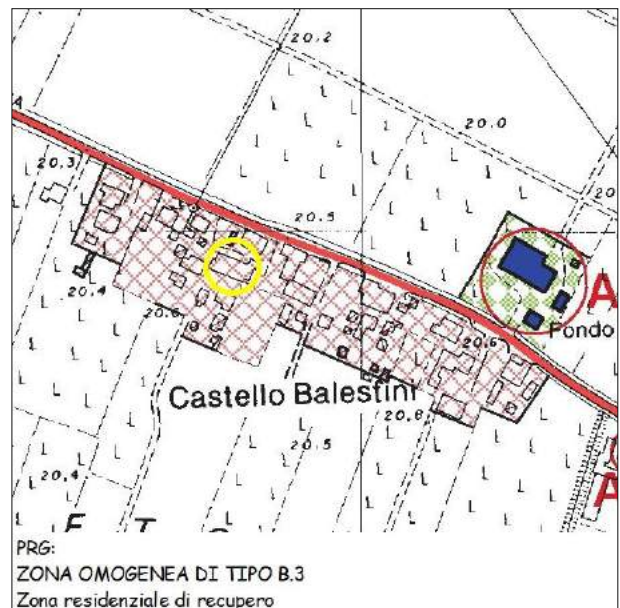 20.2
20.0
A
20.3
20.5
20
A
20.4
20.6
20.6
Fondo
Castello Balestini
20.8
20.5
20.4
A
E T
PRG:
ZONA OMOGENEA DI TIPO B.3
Zona residenziale di recupero